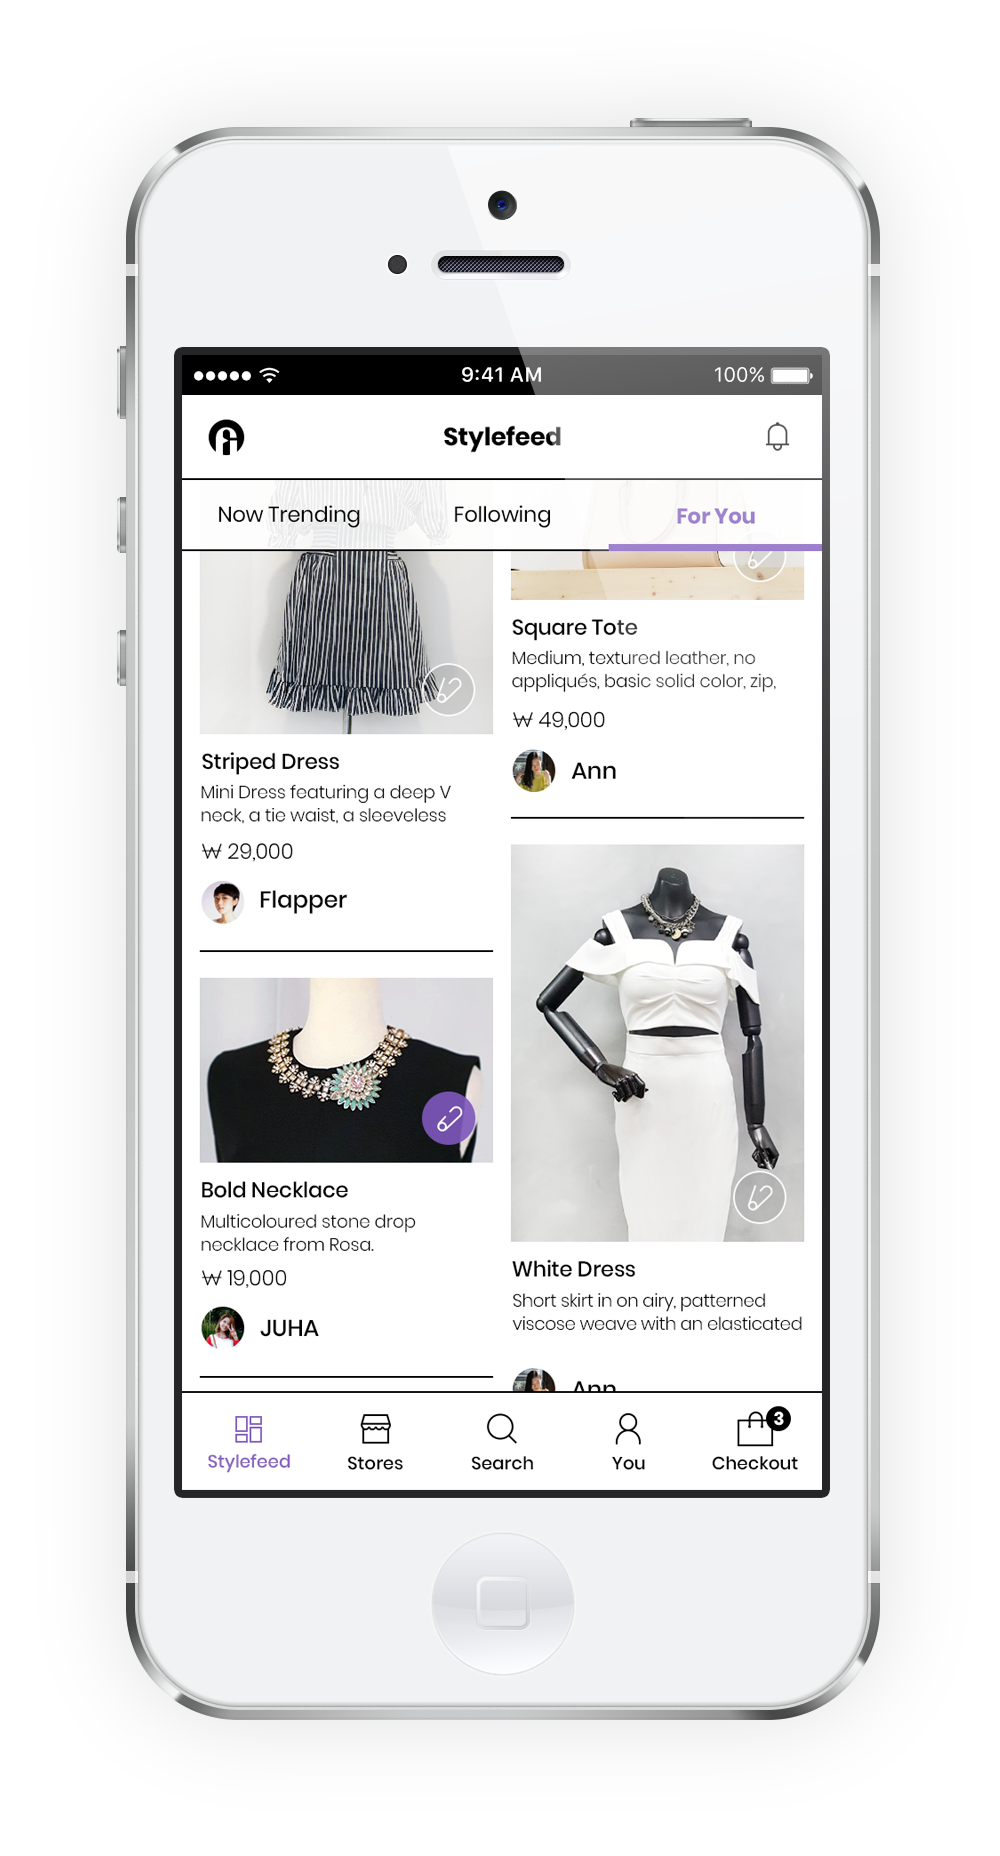 9:41 AM
100%
Stylefeed
Now Trending
Following
For You
Striped Dress
Mini Dress featuring a deep V
neck, a tie waist, a sleeveless
₩ 29,000
Flapper
Bold Necklace
Multicoloured stone drop
necklace from Rosa.
₩ 19,000
JUHA
Square Tote
Medium, textured leather, no
appliqués, basic solid color, zip,
₩ 49,000
Ann
White Dress
Short skirt in on airy, patterned
viscose weave with an elasticated
Ann
Stylefeed
Stores
Search
You
3
Checkout